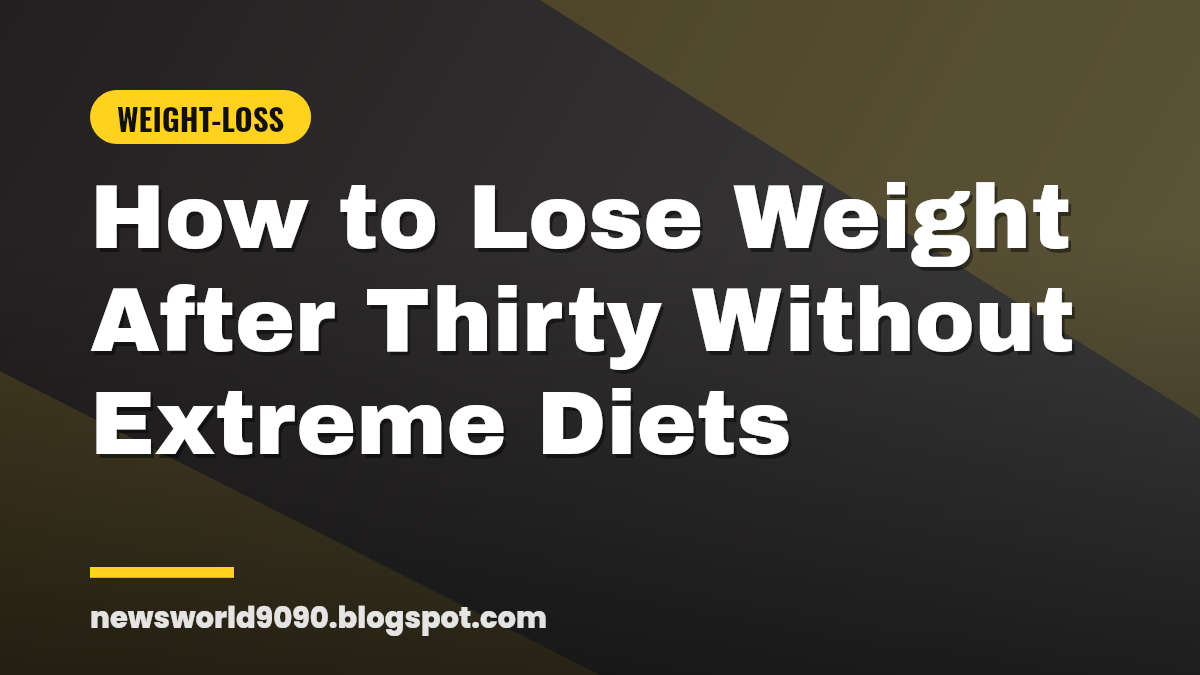 WEIGHT-LOSS
How to Lose Weight
After Thirty Without
Extreme Diets
newsworld9090.blogspot.com